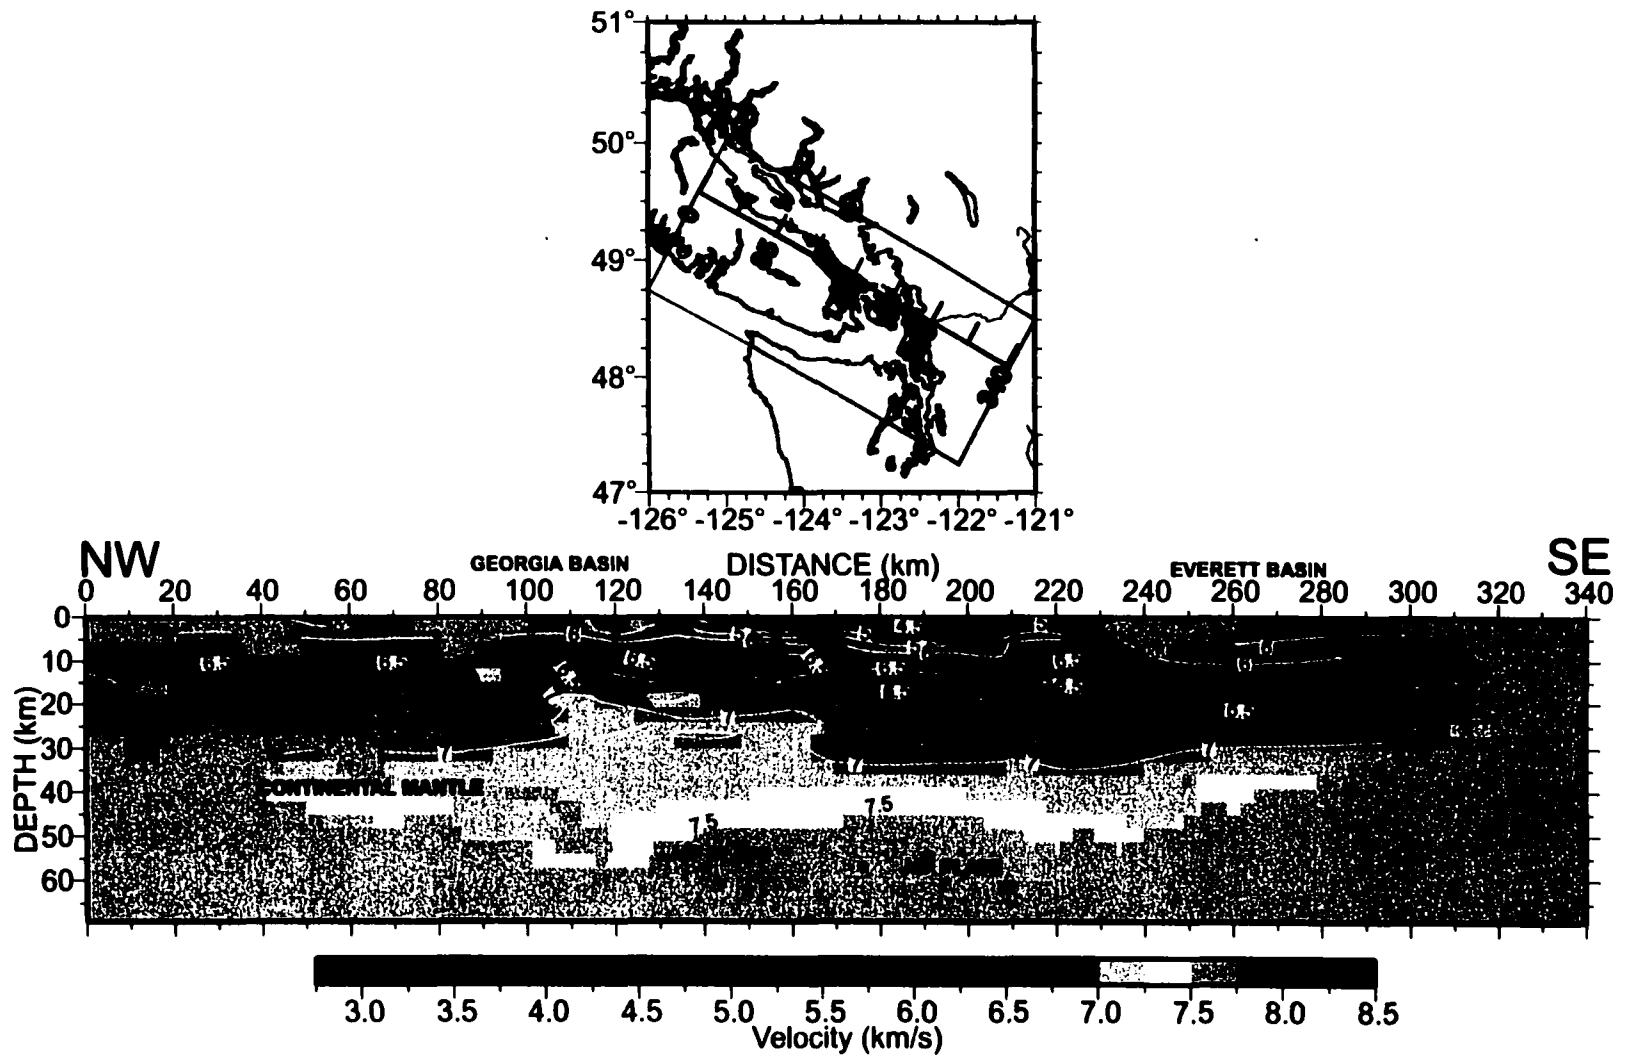 51°
50°
49°
48°
47°
-126° -125° -124° -123° -122° -121°
NW GEORGIA BASIN DISTANCE (km) EVERETT BASIN SE
0 20 40 60 80 100 120 140 160 180 200 220 240 260 280 300 320 340
0
10
20
30
40
50
60
DEPTH (km)
CONTINENTAL MANTLE
7.5
7.5
3.0 3.5 4.0 4.5 5.0 5.5 6.0 6.5 7.0 7.5 8.0 8.5
Velocity (km/s)